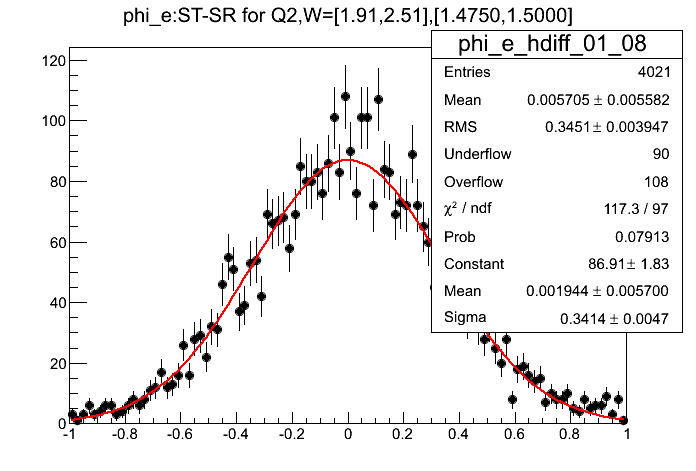 phi_e:ST-SR for Q2,W=[1.91,2.51],[1.4750,1.5000]
phi_e_hdiff_01_08
Entries 4021
Mean 0.005705 ± 0.005582
RMS 0.3451 ± 0.003947
Underflow 90
Overflow 108
χ² / ndf 117.3 / 97
Prob 0.07913
Constant 86.91 ± 1.83
Mean 0.001944 ± 0.005700
Sigma 0.3414 ± 0.0047
120
100
80
60
40
20
0
-1 -0.8 -0.6 -0.4 -0.2 0 0.2 0.4 0.6 0.8 1